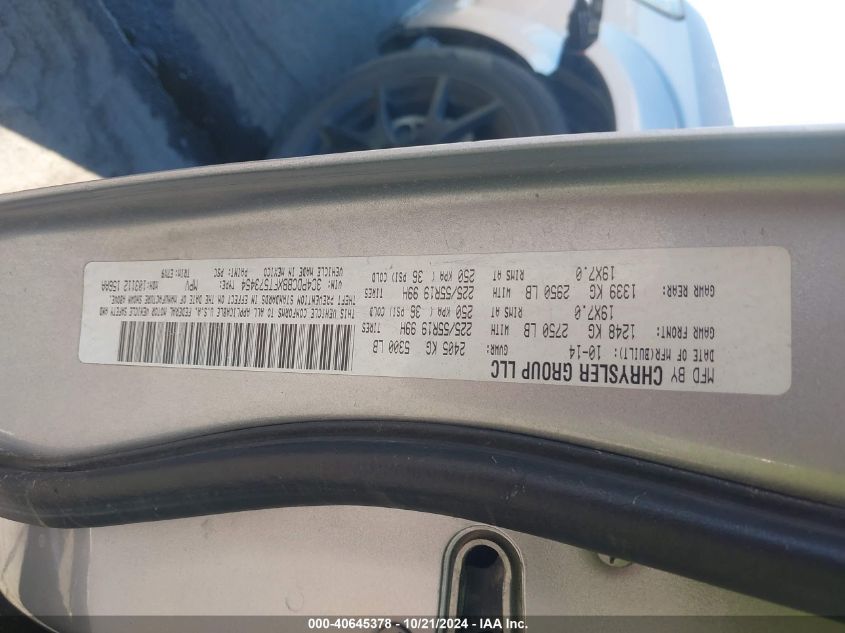 MFD BY CHRYSLER GROUP LLC
DATE OF MFR(BUILT): 10-14 GVWR: 2405 KG 5300 LB
GAWR FRONT: 1248 KG 2750 LB WITH 225/55R19 99H TIRES
19X7.0 RIMS AT 250 KPA ( 36 PSI) COLD
GAWR REAR: 1339 KG 2950 LB WITH 225/55R19 99H TIRES
19X7.0 RIMS AT 250 KPA ( 36 PSI) COLD
THIS VEHICLE CONFORMS TO ALL APPLICABLE U.S.A. FEDERAL MOTOR VEHICLE SAFETY AND
THEFT PREVENTION STANDARDS IN EFFECT ON THE DATE OF MANUFACTURE SHOWN ABOVE.
VIN: 3C4PDCBBXFT573454 TYPE: MPV MDH: 103112 156AA
VEHICLE MADE IN MEXICO PAINT: PSC TRIM:
000-40645378 - 10/21/2024 - IAA Inc.